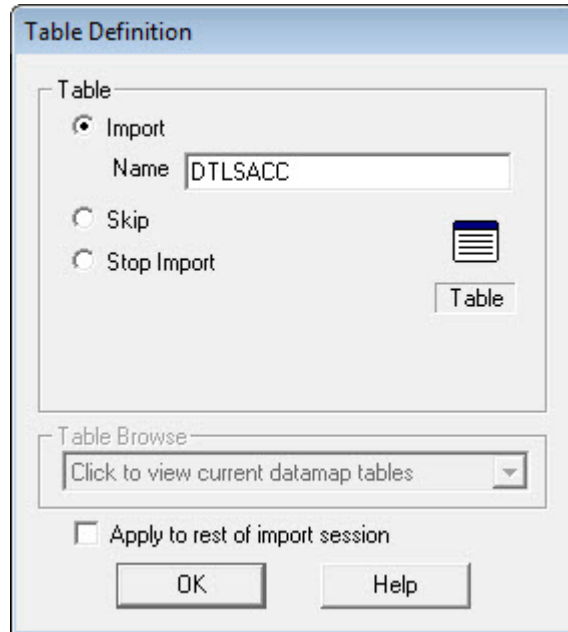 Table Definition
Table
Import
Name DTLSACC
Skip
Stop Import
Table
Table Browse
Click to view current datamap tables
Apply to rest of import session
OK Help